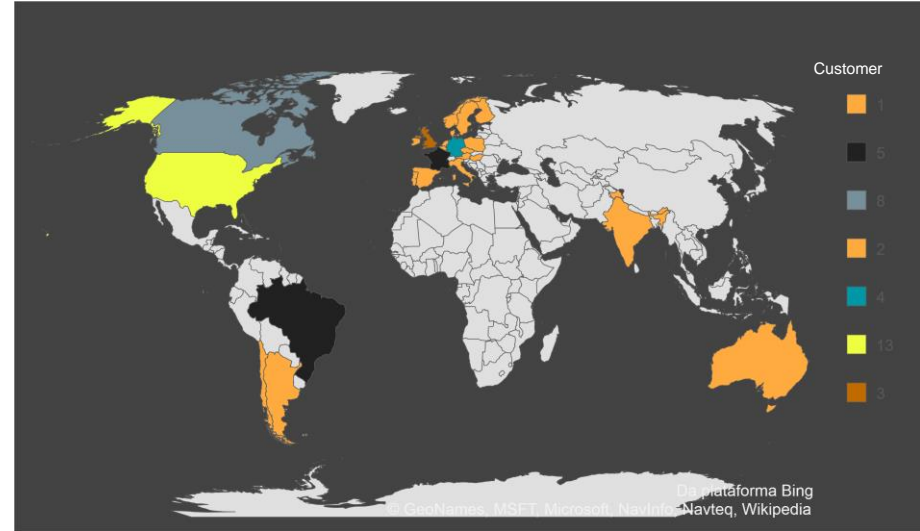 Customer
1
5
8
2
4
13
3
Da plataforma Bing
© GeoNames, MSFT, Microsoft, NavInfo, Navteq, Wikipedia